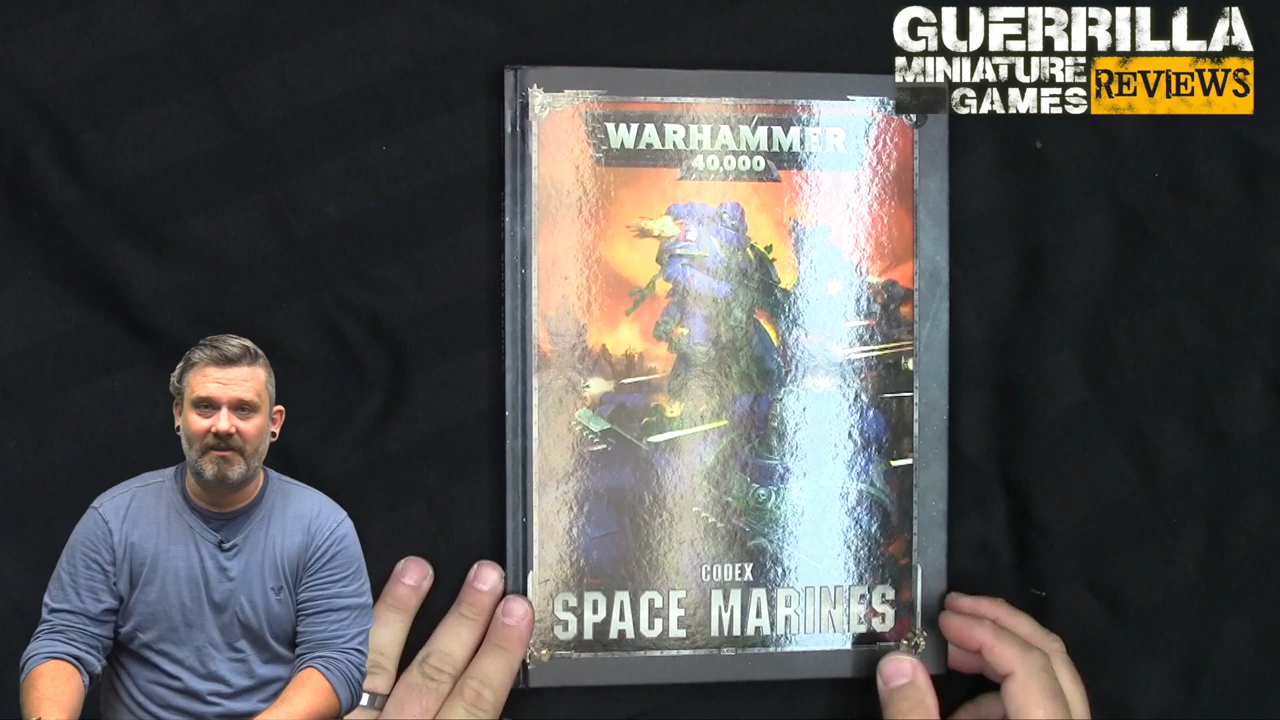 GUERRILLA
MINIATURE
GAMES
REVIEWS
WARHAMMER
40,000
CODEX
SPACE MARINES